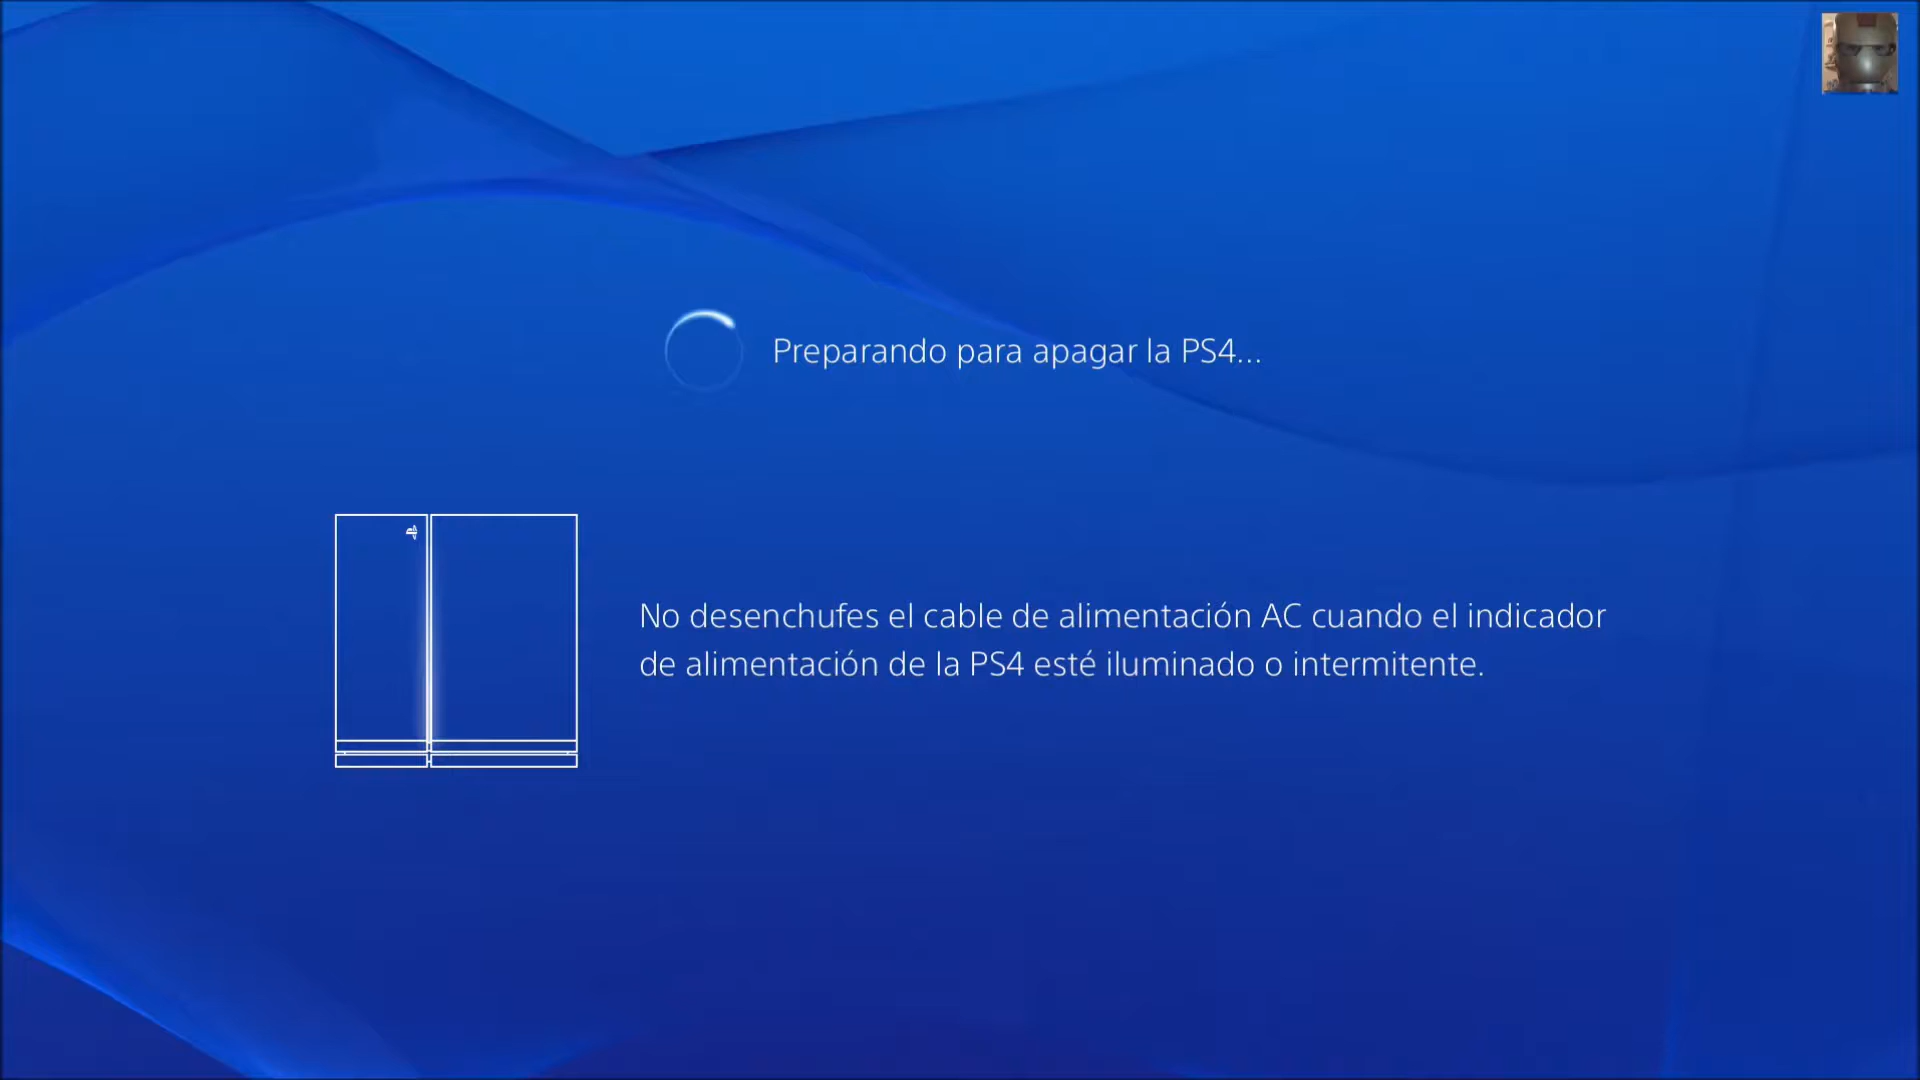 Preparando para apagar la PS4...
No desenchufes el cable de alimentación AC cuando el indicador
de alimentación de la PS4 esté iluminado o intermitente.